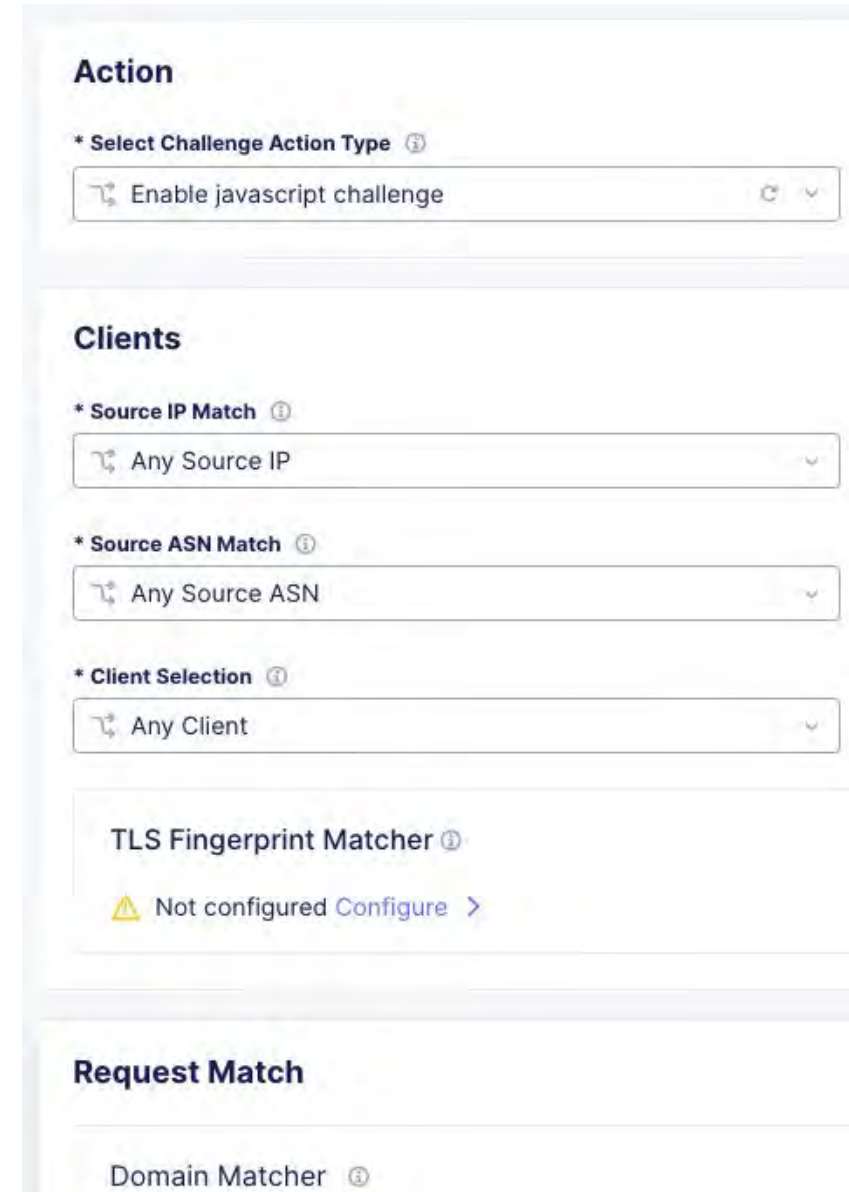 Action
* Select Challenge Action Type
Enable javascript challenge
Clients
* Source IP Match
Any Source IP
* Source ASN Match
Any Source ASN
* Client Selection
Any Client
TLS Fingerprint Matcher
Not configured Configure >
Request Match
Domain Matcher